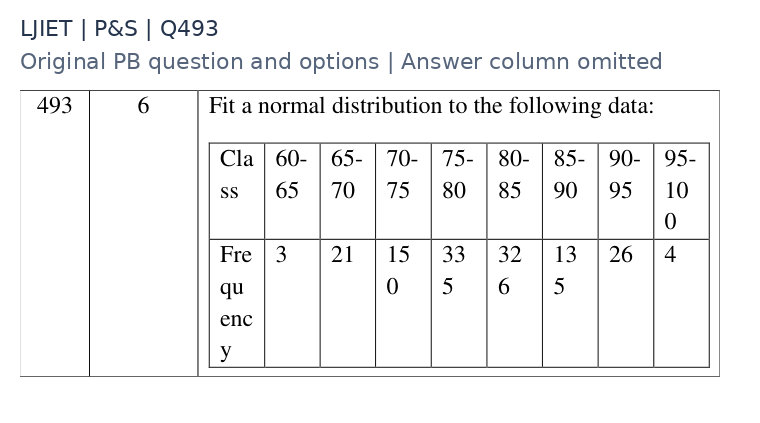 LJIET | P&S | Q493
Original PB question and options | Answer column omitted
493 6 Fit a normal distribution to the following data:
Cla 60- 65- 70- 75- 80- 85- 90- 95-
ss 65 70 75 80 85 90 95 10
0
Fre 3 21 15 33 32 13 26 4
qu 0 5 6 5
enc
y